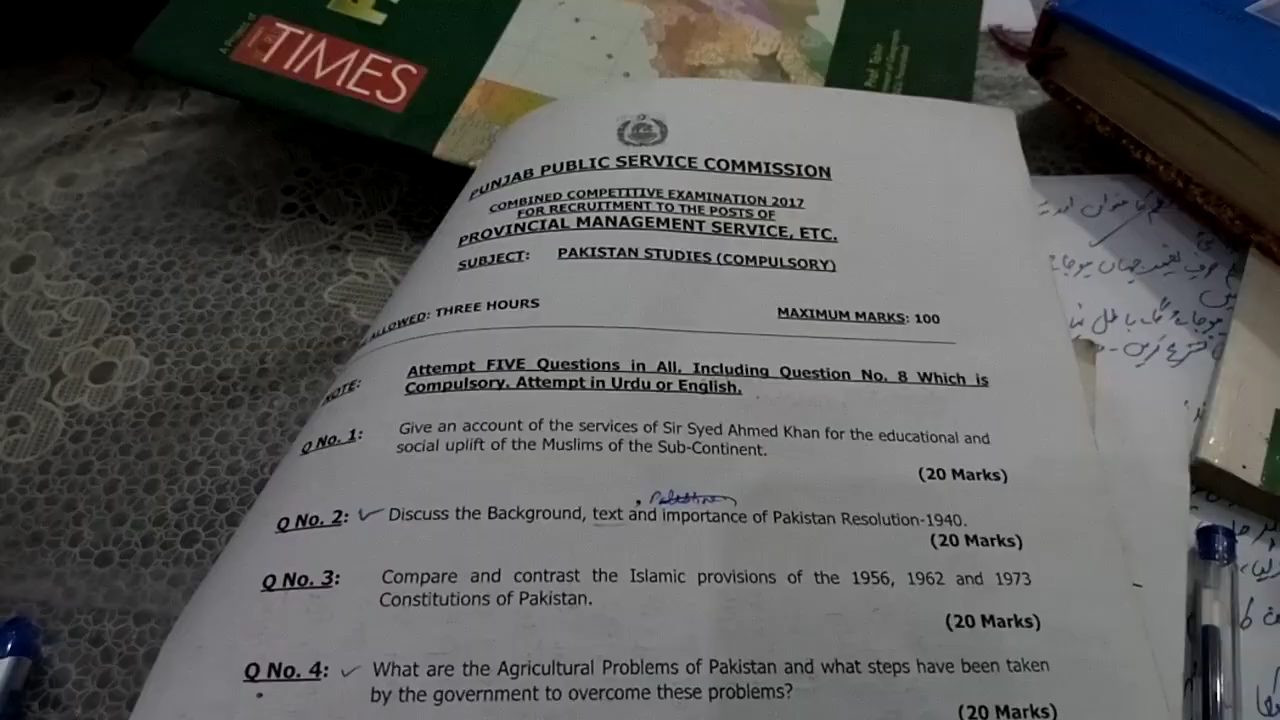 TIMES
PUNJAB PUBLIC SERVICE COMMISSION
COMBINED COMPETITIVE EXAMINATION 2017
FOR RECRUITMENT TO THE POSTS OF
PROVINCIAL MANAGEMENT SERVICE, ETC.
SUBJECT: PAKISTAN STUDIES (COMPULSORY)
ALLOWED: THREE HOURS MAXIMUM MARKS: 100
NOTE: Attempt FIVE Questions in All, Including Question No. 8 Which is
Compulsory. Attempt in Urdu or English.
Q No. 1: Give an account of the services of Sir Syed Ahmed Khan for the educational and
social uplift of the Muslims of the Sub-Continent.
(20 Marks)
Q No. 2: Discuss the Background, text and importance of Pakistan Resolution-1940.
(20 Marks)
Q No. 3: Compare and contrast the Islamic provisions of the 1956, 1962 and 1973
Constitutions of Pakistan.
(20 Marks)
Q No. 4: What are the Agricultural Problems of Pakistan and what steps have been taken
by the government to overcome these problems?
(20 Marks)